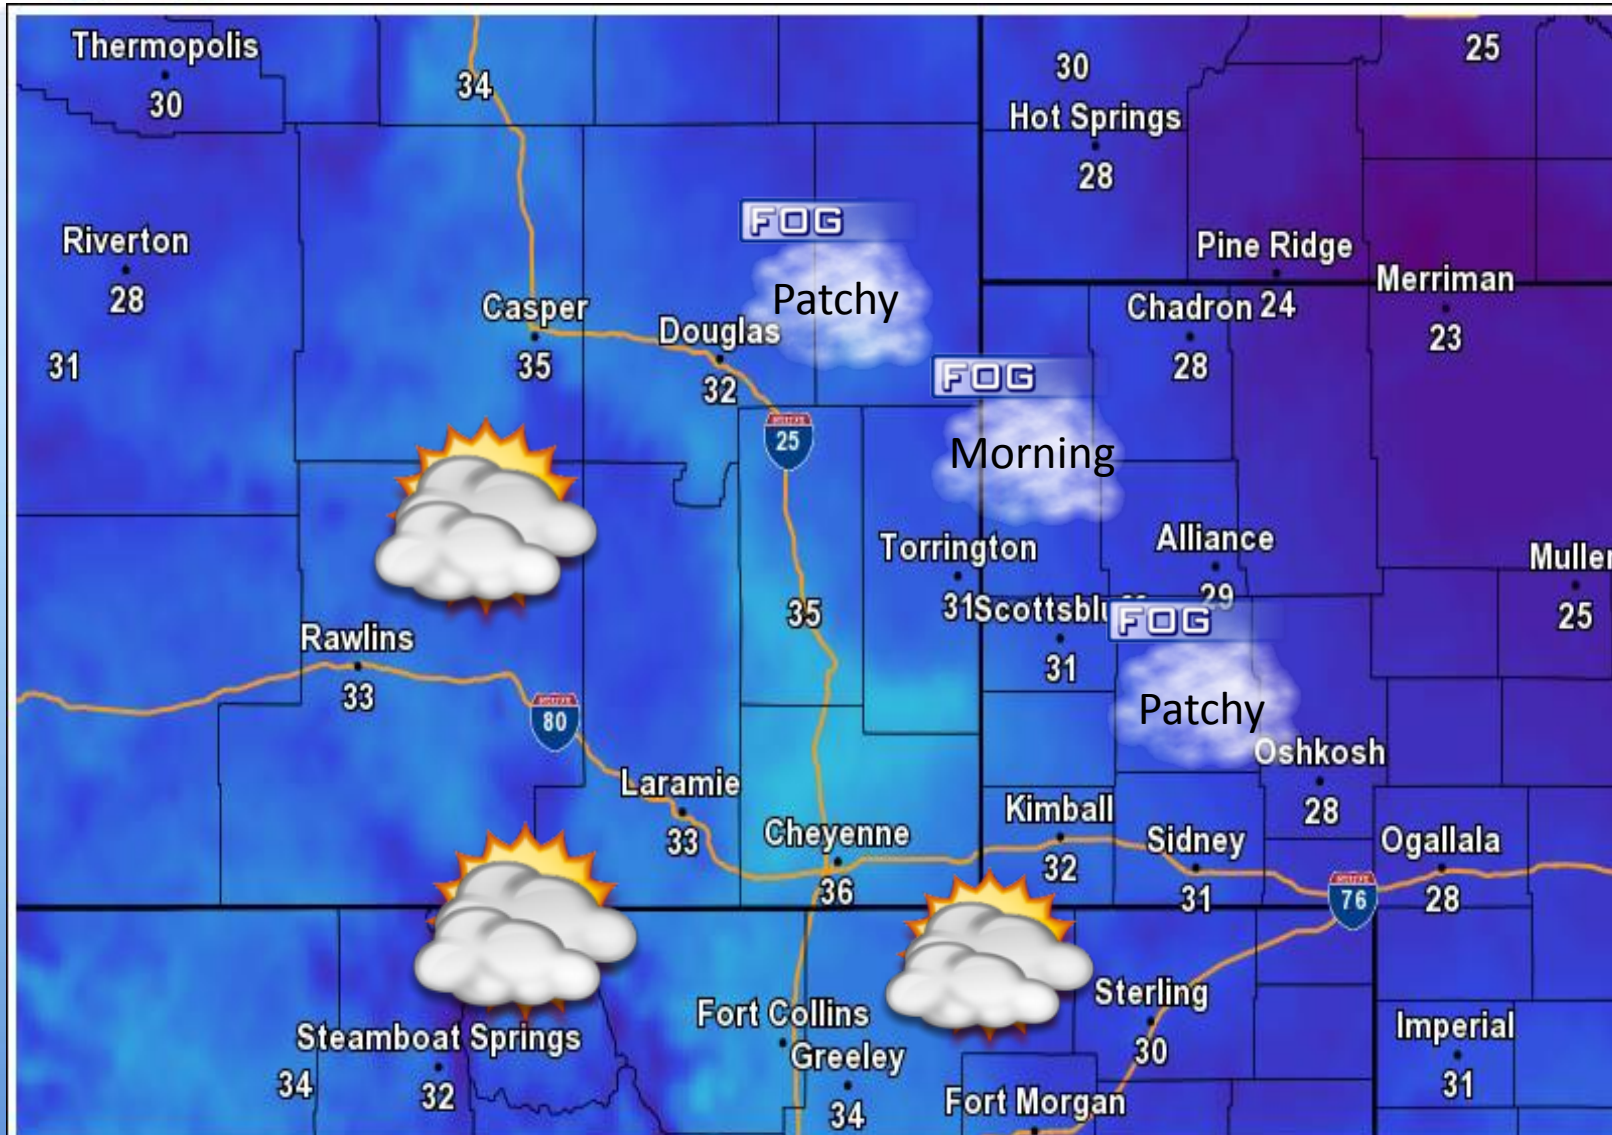 Thermopolis
30
34
30
25
Hot Springs
28
Riverton
28
FOG
Patchy
Pine Ridge
24
Merriman
23
Casper
35
Douglas
32
Chadron
28
31
FOG
Morning
25
Torrington
31
Alliance
29
Muller
25
35
31
FOG
Patchy
Rawlins
33
80
Oshkosh
28
Laramie
33
Cheyenne
36
Kimball
32
Sidney
31
Ogallala
28
76
Sterling
30
Fort Collins
Greeley
34
Steamboat Springs
32
34
Imperial
31
Fort Morgan